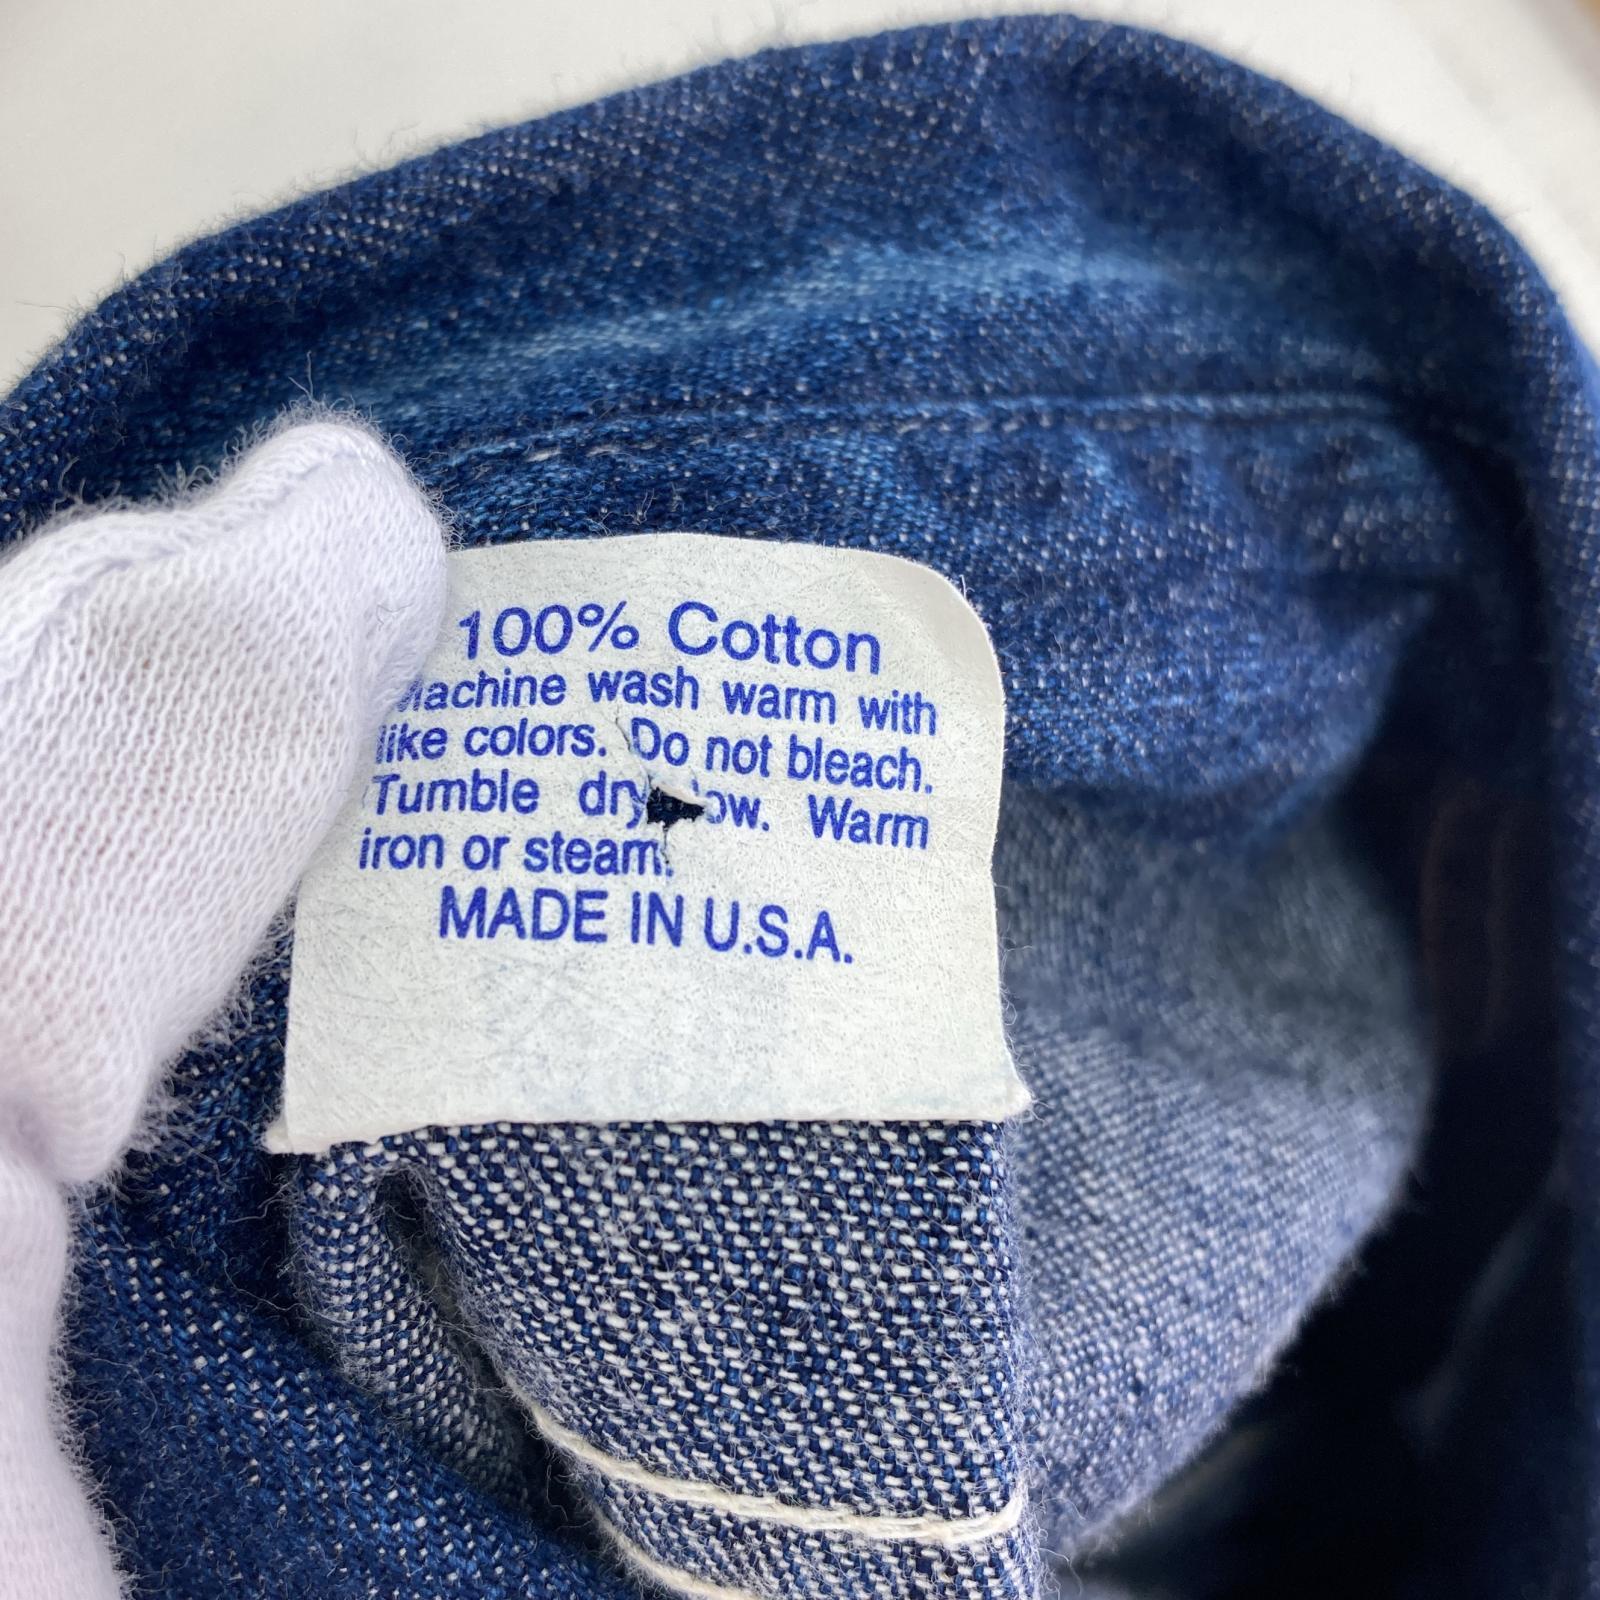 100% Cotton
Machine wash warm with
like colors. Do not bleach.
Tumble dry low. Warm
iron or steam.
MADE IN U.S.A.